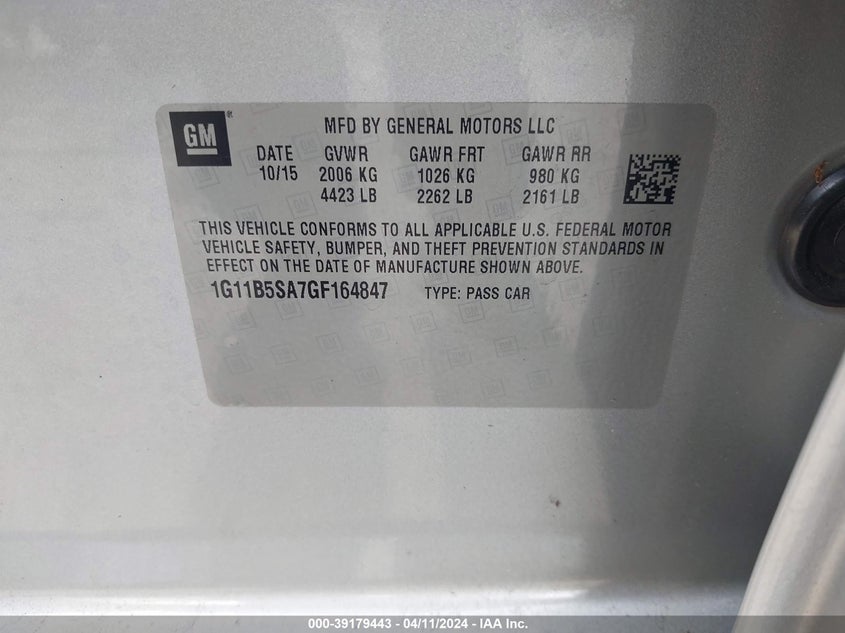 GM®
MFD BY GENERAL MOTORS LLC
DATE GVWR GAWR FRT GAWR RR
10/15 2006 KG 1026 KG 980 KG
4423 LB 2262 LB 2161 LB
THIS VEHICLE CONFORMS TO ALL APPLICABLE U.S. FEDERAL MOTOR
VEHICLE SAFETY, BUMPER, AND THEFT PREVENTION STANDARDS IN
EFFECT ON THE DATE OF MANUFACTURE SHOWN ABOVE.
1G11B5SA7GF164847 TYPE: PASS CAR
000-39179443 - 04/11/2024 - IAA Inc.